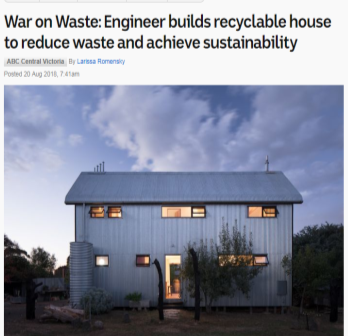 War on Waste: Engineer builds recyclable house
to reduce waste and achieve sustainability
ABC Central Victoria By Larissa Romensky
Posted 20 Aug 2018, 7:41am